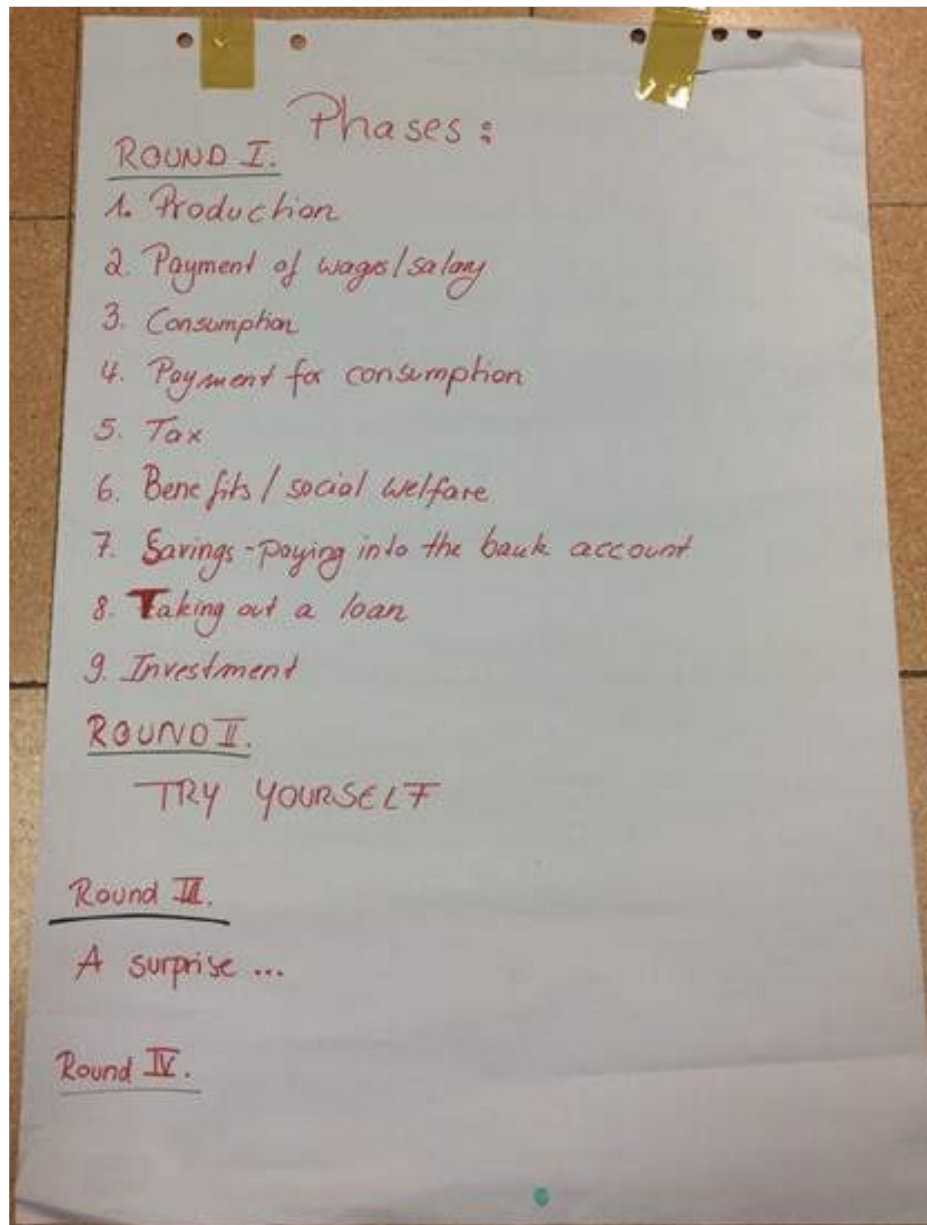 Phases:
ROUND I.
1. Production
2. Payment of wages/salary
3. Consumption
4. Payment for consumption
5. Tax
6. Benefits / social welfare
7. Savings - paying into the bank account
8. Taking out a loan
9. Investment
ROUND II.
TRY YOURSELF
Round III.
A surprise ...
Round IV.